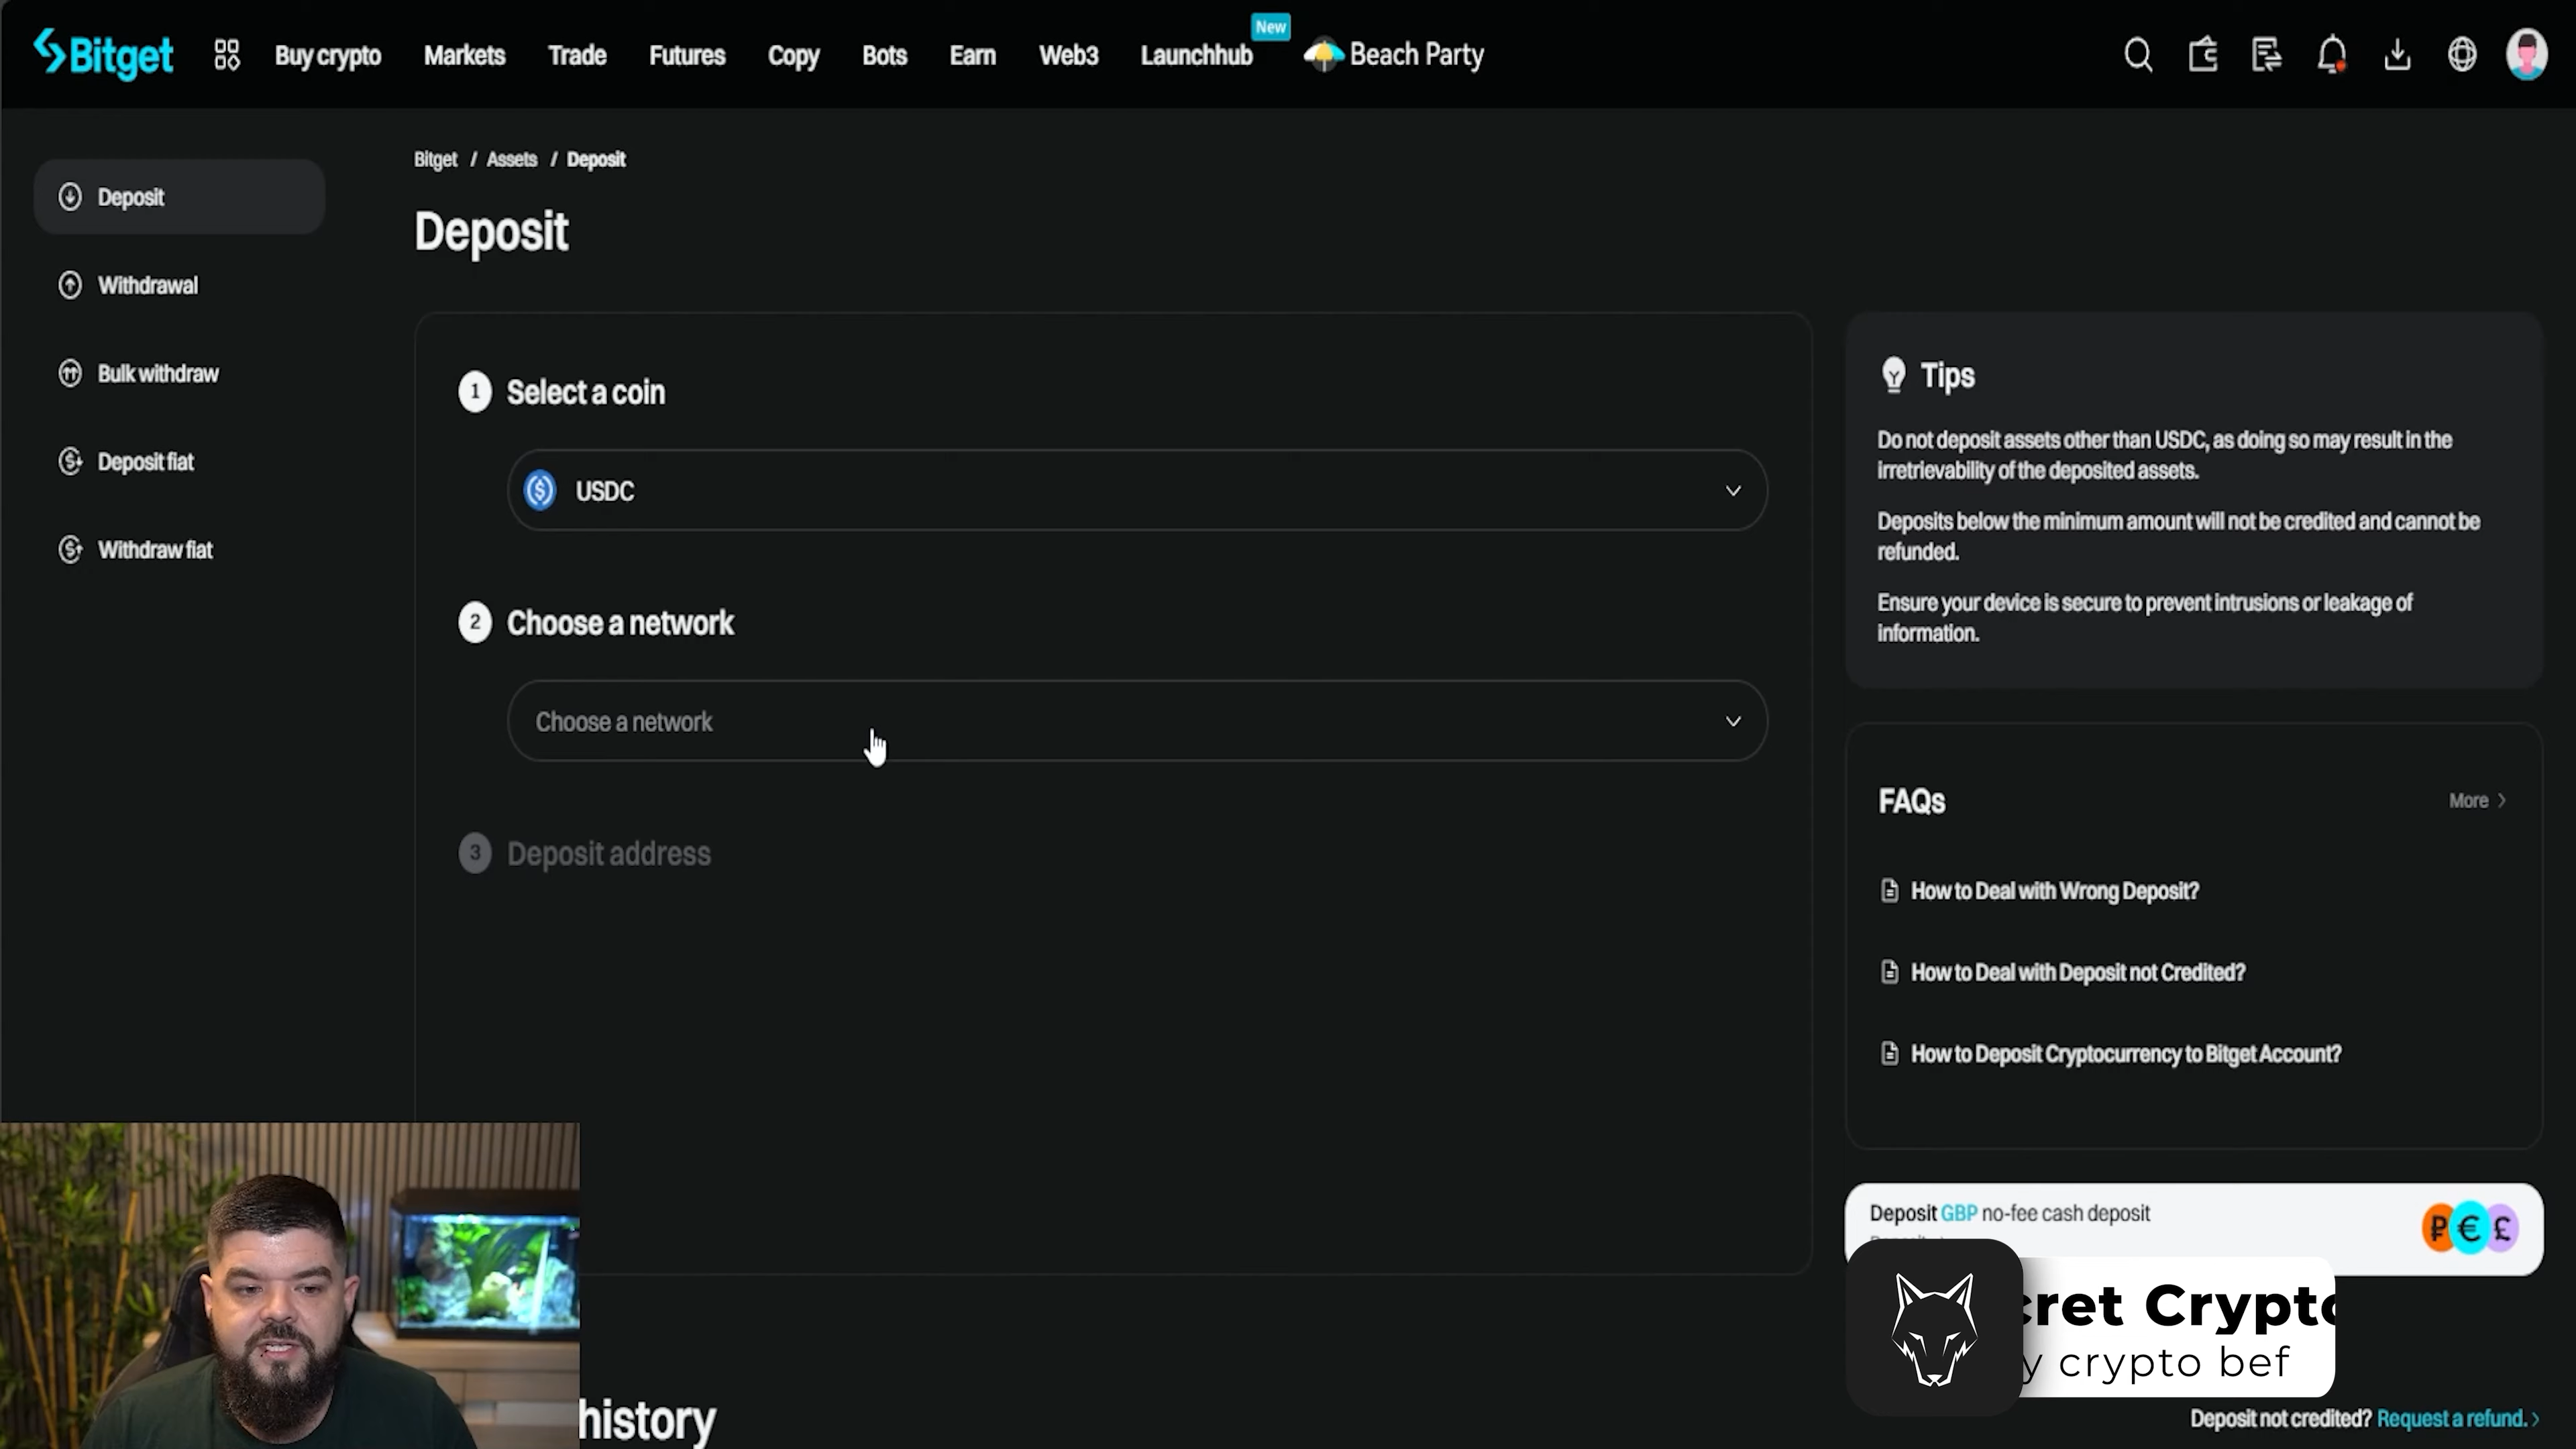 Bitget
Buy crypto
Markets
Trade
Futures
Copy
Bots
Earn
Web3
Launchhub
New
Beach Party
Deposit
Withdrawal
Bulk withdraw
Deposit fiat
Withdraw fiat
Bitget / Assets / Deposit
Deposit
1 Select a coin
USDC
2 Choose a network
Choose a network
3 Deposit address
Tips
Do not deposit assets other than USDC, as doing so may result in the
irretrievability of the deposited assets.
Deposits below the minimum amount will not be credited and cannot be
refunded.
Ensure your device is secure to prevent intrusions or leakage of
information.
FAQs
More
How to Deal with Wrong Deposit?
How to Deal with Deposit not Credited?
How to Deposit Cryptocurrency to Bitget Account?
Deposit GBP no-fee cash deposit
₽ € £
cret Crypto
y crypto bef
history
Deposit not credited? Request a refund.